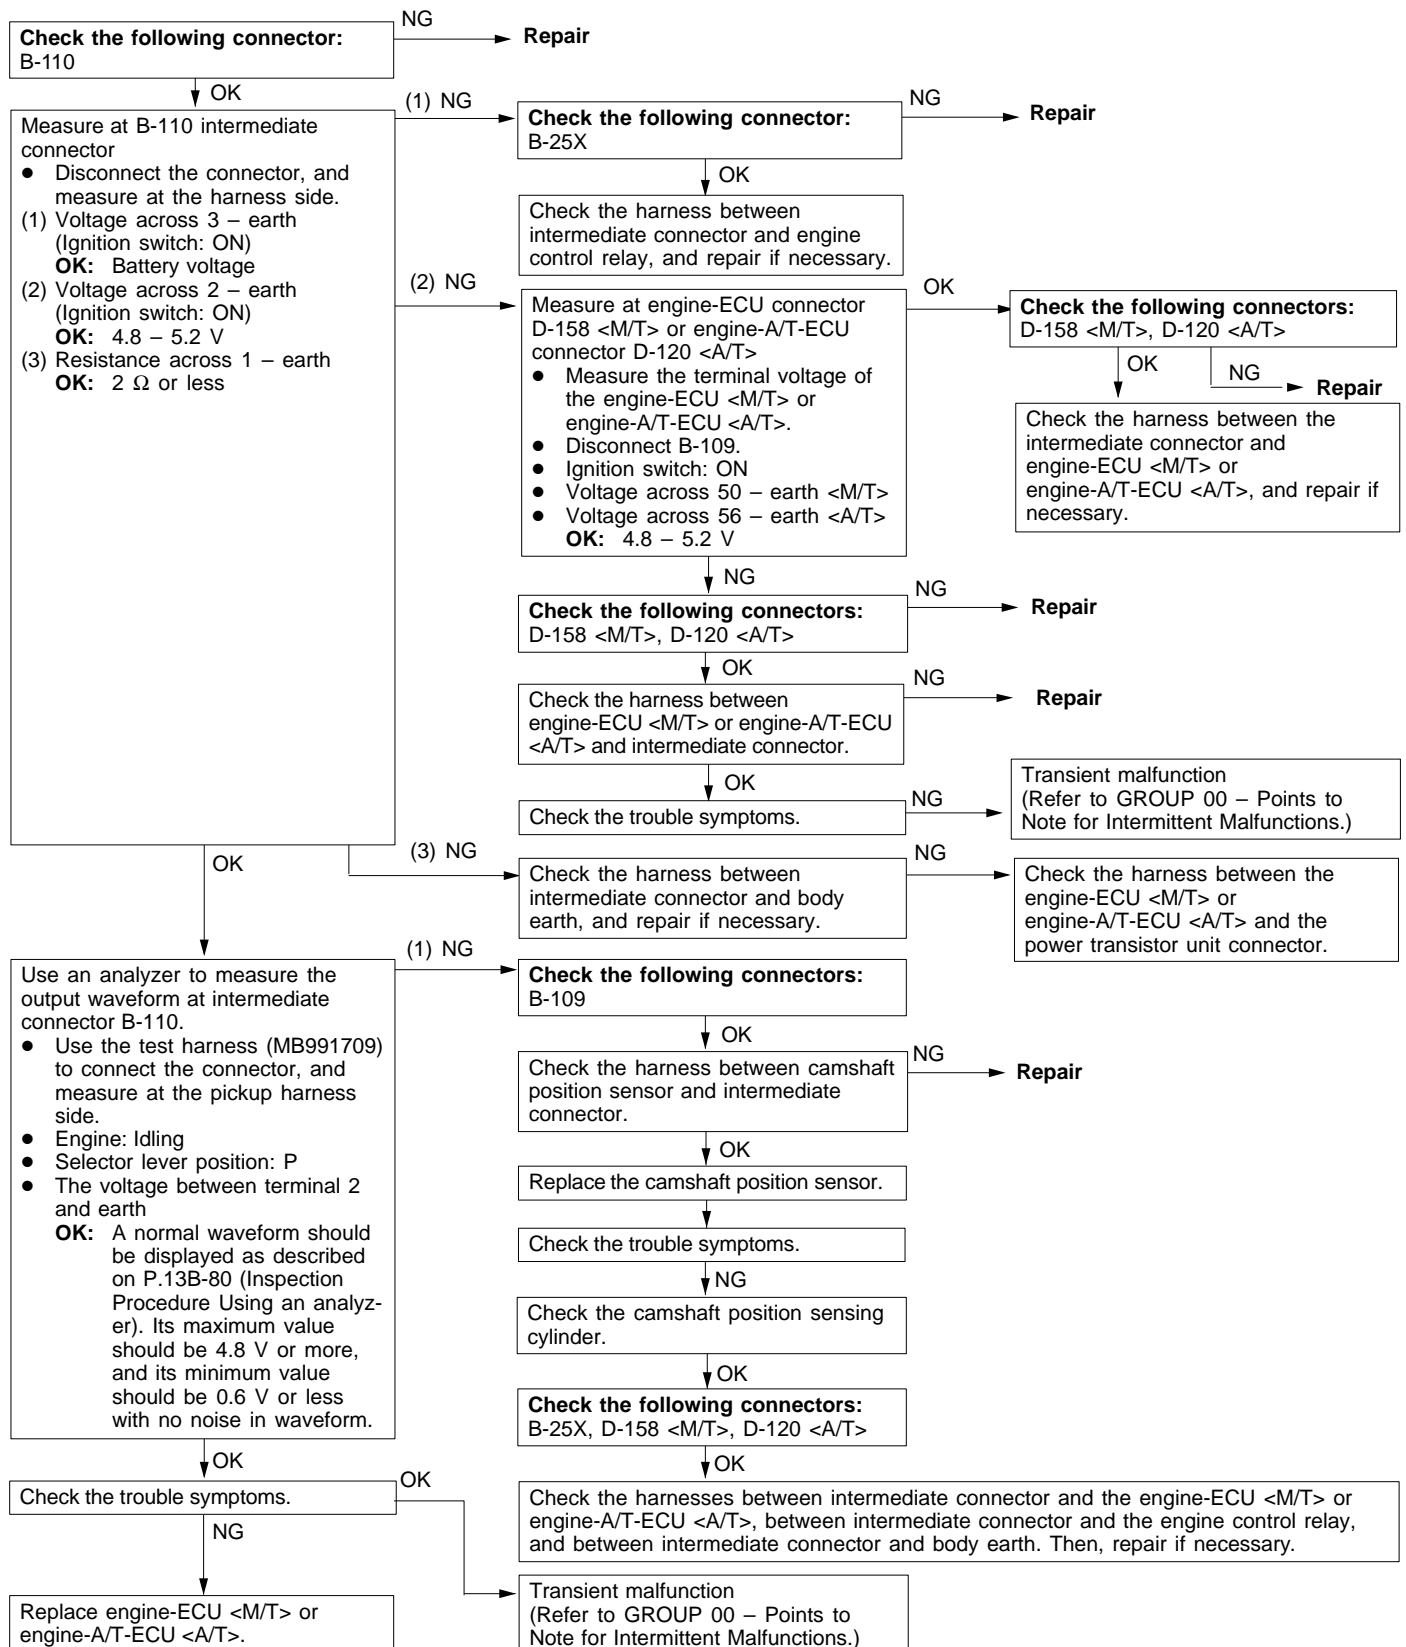 Check the following connector:
B-110
NG
Repair
OK
Measure at B-110 intermediate
connector
● Disconnect the connector, and
measure at the harness side.
(1) Voltage across 3 – earth
(Ignition switch: ON)
OK: Battery voltage
(2) Voltage across 2 – earth
(Ignition switch: ON)
OK: 4.8 – 5.2 V
(3) Resistance across 1 – earth
OK: 2 Ω or less
(1) NG
Check the following connector:
B-25X
NG
Repair
OK
Check the harness between
intermediate connector and engine
control relay, and repair if necessary.
(2) NG
Measure at engine-ECU connector
D-158 <M/T> or engine-A/T-ECU
connector D-120 <A/T>
● Measure the terminal voltage of
the engine-ECU <M/T> or
engine-A/T-ECU <A/T>.
● Disconnect B-109.
● Ignition switch: ON
● Voltage across 50 – earth <M/T>
● Voltage across 56 – earth <A/T>
OK: 4.8 – 5.2 V
OK
Check the following connectors:
D-158 <M/T>, D-120 <A/T>
OK
NG
Repair
Check the harness between the
intermediate connector and
engine-ECU <M/T> or
engine-A/T-ECU <A/T>, and repair if
necessary.
NG
Check the following connectors:
D-158 <M/T>, D-120 <A/T>
NG
Repair
OK
Check the harness between
engine-ECU <M/T> or engine-A/T-ECU
<A/T> and intermediate connector.
NG
Repair
OK
Check the trouble symptoms.
NG
Transient malfunction
(Refer to GROUP 00 – Points to
Note for Intermittent Malfunctions.)
OK
(3) NG
Check the harness between
intermediate connector and body
earth, and repair if necessary.
NG
Check the harness between the
engine-ECU <M/T> or
engine-A/T-ECU <A/T> and the
power transistor unit connector.
Use an analyzer to measure the
output waveform at intermediate
connector B-110.
● Use the test harness (MB991709)
to connect the connector, and
measure at the pickup harness
side.
● Engine: Idling
● Selector lever position: P
● The voltage between terminal 2
and earth
OK: A normal waveform should
be displayed as described
on P.13B-80 (Inspection
Procedure Using an analyz-
er). Its maximum value
should be 4.8 V or more,
and its minimum value
should be 0.6 V or less
with no noise in waveform.
(1) NG
Check the following connectors:
B-109
OK
Check the harness between camshaft
position sensor and intermediate
connector.
NG
Repair
OK
Replace the camshaft position sensor.
Check the trouble symptoms.
NG
Check the camshaft position sensing
cylinder.
OK
Check the following connectors:
B-25X, D-158 <M/T>, D-120 <A/T>
OK
Check the harnesses between intermediate connector and the engine-ECU <M/T> or
engine-A/T-ECU <A/T>, between intermediate connector and the engine control relay,
and between intermediate connector and body earth. Then, repair if necessary.
OK
Check the trouble symptoms.
OK
Transient malfunction
(Refer to GROUP 00 – Points to
Note for Intermittent Malfunctions.)
NG
Replace engine-ECU <M/T> or
engine-A/T-ECU <A/T>.